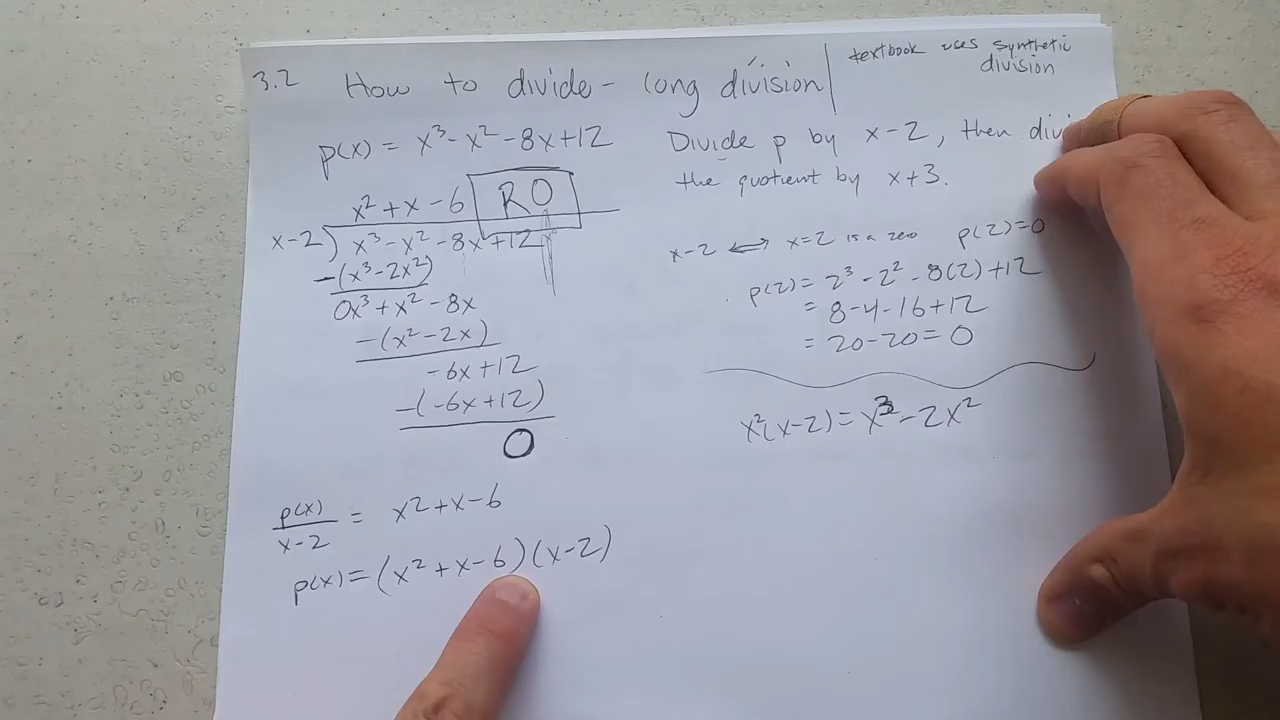 3.2 How to divide - long division
textbook uses synthetic
division
p(x) = x³ - x² - 8x + 12
x² + x - 6 R0
x-2) x³ - x² - 8x + 12
-(x³ - 2x²)
0x³ + x² - 8x
-(x² - 2x)
-6x + 12
-(-6x + 12)
0
p(x)/x-2 = x² + x - 6
p(x) = (x² + x - 6)(x - 2)
Divide p by x-2, then
the quotient by x+3.
x-2 ⟷ x=2 is a zero p(2)=0
p(2) = 2³ - 2² - 8(2) + 12
= 8 - 4 - 16 + 12
= 20 - 20 = 0
x²(x-2) = x³ - 2x²